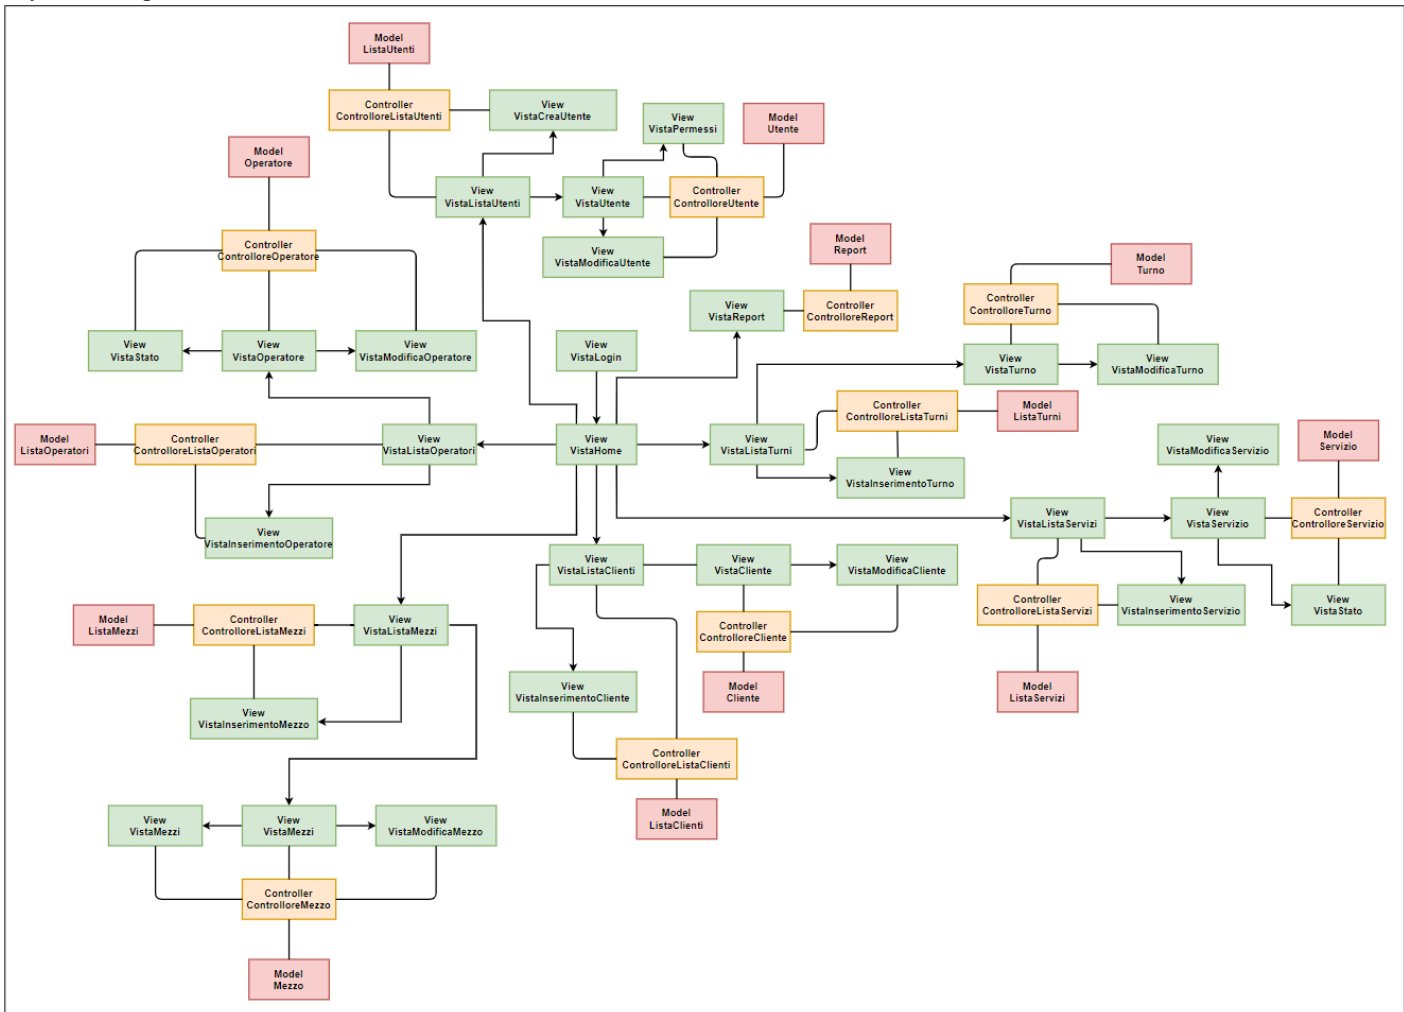 Model
ListaUtenti
Controller
ControlloreListaUtenti
View
VistaCreaUtente
View
VistaPermessi
Model
Utente
Model
Operatore
View
VistaListaUtenti
View
VistaUtente
Controller
ControlloreUtente
Controller
ControlloreOperatore
View
VistaModificaUtente
Model
Report
Model
Turno
View
VistaReport
Controller
ControlloreReport
Controller
ControlloreTurno
View
VistaStato
View
VistaOperatore
View
VistaModificaOperatore
View
VistaLogin
View
VistaTurno
View
VistaModificaTurno
Controller
ControlloreListaTurni
Model
ListaTurni
Model
ListaOperatori
Controller
ControlloreListaOperatori
View
VistaListaOperatori
View
VistaHome
View
VistaListaTurni
View
VistaModificaServizio
Model
Servizio
View
VistaInserimentoTurno
View
VistaInserimentoOperatore
View
VistaListaServizi
View
VistaServizio
Controller
ControlloreServizio
View
VistaListaClienti
View
VistaCliente
View
VistaModificaCliente
Controller
ControlloreListaServizi
View
VistaInserimentoServizio
View
VistaStato
Model
ListaMezzi
Controller
ControlloreListaMezzi
View
VistaListaMezzi
Controller
ControlloreCliente
View
VistaInserimentoCliente
Model
Cliente
Model
ListaServizi
View
VistaInserimentoMezzo
Controller
ControlloreListaClienti
Model
ListaClienti
View
VistaMezzi
View
VistaMezzi
View
VistaModificaMezzo
Controller
ControlloreMezzo
Model
Mezzo